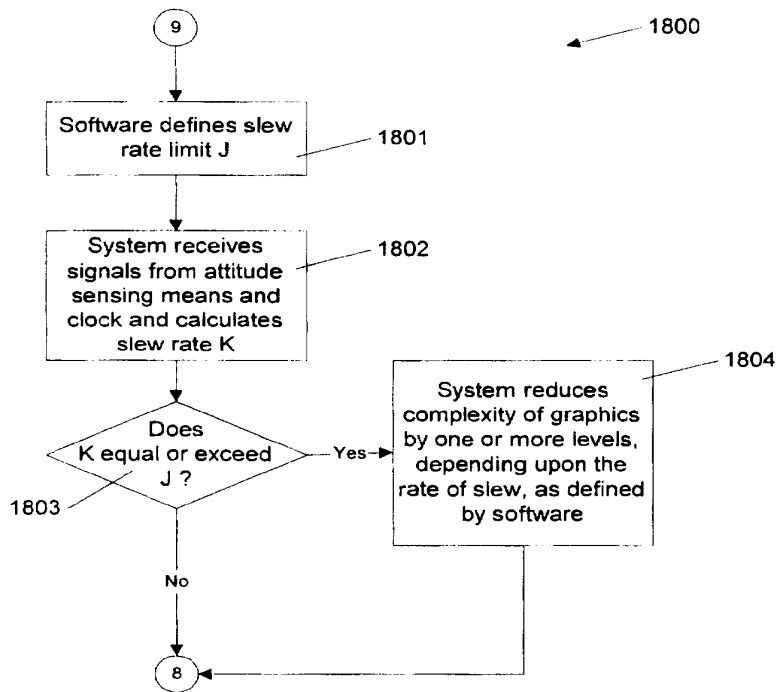 9
1800
Software defines slew
rate limit J
1801
System receives
signals from attitude
sensing means and
clock and calculates
slew rate K
1802
1804
System reduces
complexity of graphics
by one or more levels,
depending upon the
rate of slew, as defined
by software
Does
K equal or exceed
J ?
Yes
1803
No
8